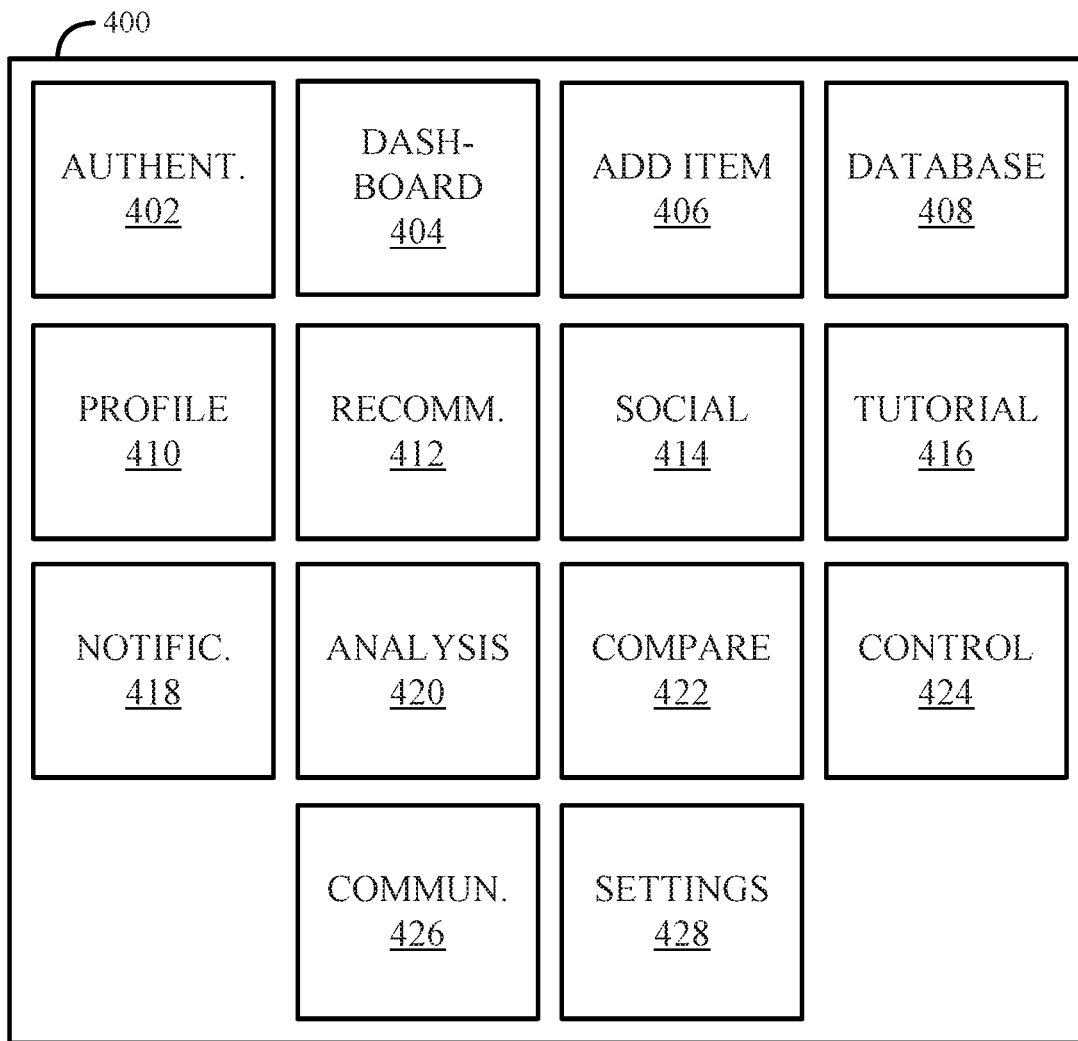 400
AUTHENT.
402
DASH-
BOARD
404
ADD ITEM
406
DATABASE
408
PROFILE
410
RECOMM.
412
SOCIAL
414
TUTORIAL
416
NOTIFIC.
418
ANALYSIS
420
COMPARE
422
CONTROL
424
COMMUN.
426
SETTINGS
428